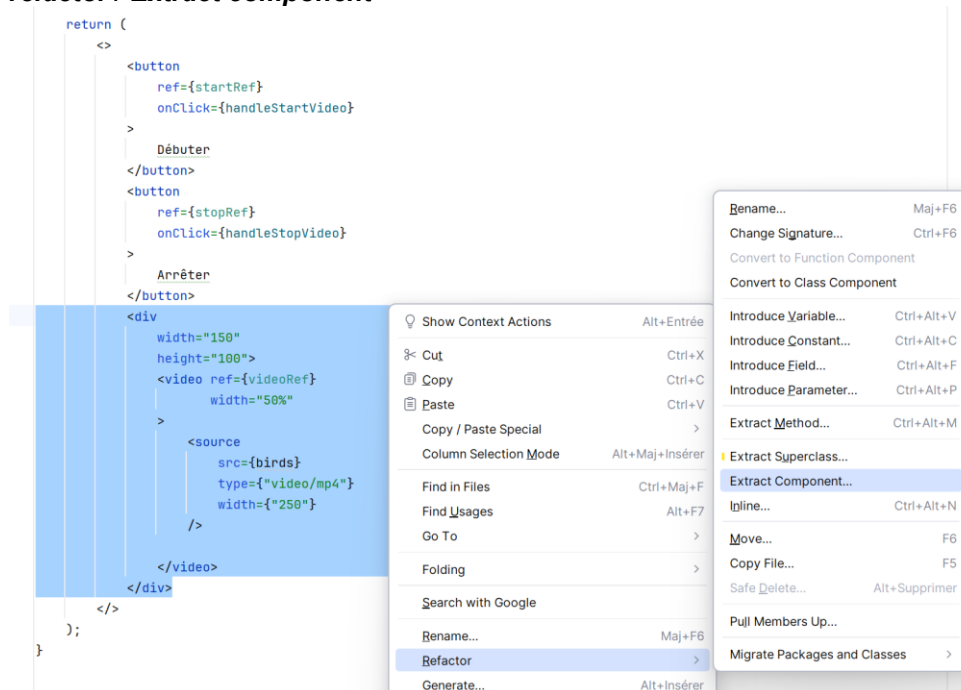 return (
<>
<button
ref={startRef}
onClick={handleStartVideo}
>
Débuter
</button>
<button
ref={stopRef}
onClick={handleStopVideo}
>
Arrêter
</button>
<div
width="150"
height="100">
<video ref={videoRef}
width="50%"
>
<source
src={birds}
type={"video/mp4"}
width={"250"}
/>
</video>
</div>
</>
);
}
Show Context Actions Alt+Entrée
Cut Ctrl+X
Copy Ctrl+C
Paste Ctrl+V
Copy / Paste Special >
Column Selection Mode Alt+Maj+Insérer
Find in Files Ctrl+Maj+F
Find Usages Alt+F7
Go To >
Folding >
Search with Google
Rename... Maj+F6
Refactor >
Generate... Alt+Insérer
Rename... Maj+F6
Change Signature... Ctrl+F6
Convert to Function Component
Convert to Class Component
Introduce Variable... Ctrl+Alt+V
Introduce Constant... Ctrl+Alt+C
Introduce Field... Ctrl+Alt+F
Introduce Parameter... Ctrl+Alt+P
Extract Method... Ctrl+Alt+M
Extract Superclass...
Extract Component...
Inline... Ctrl+Alt+N
Move... F6
Copy File... F5
Safe Delete... Alt+Supprimer
Pull Members Up...
Migrate Packages and Classes >